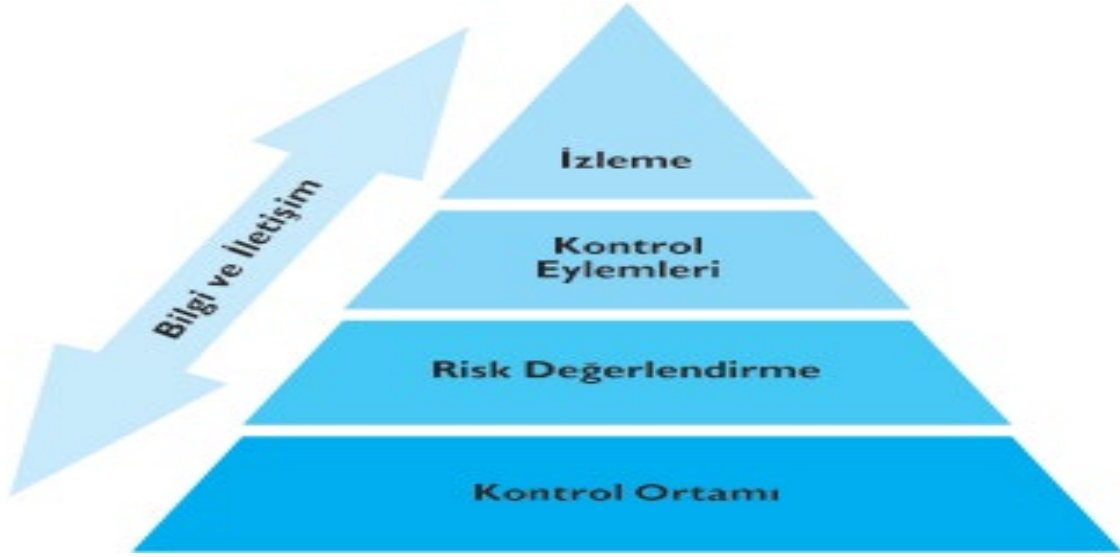 Bilgi ve İletişim
İzleme
Kontrol
Eylemleri
Risk Değerlendirme
Kontrol Ortamı